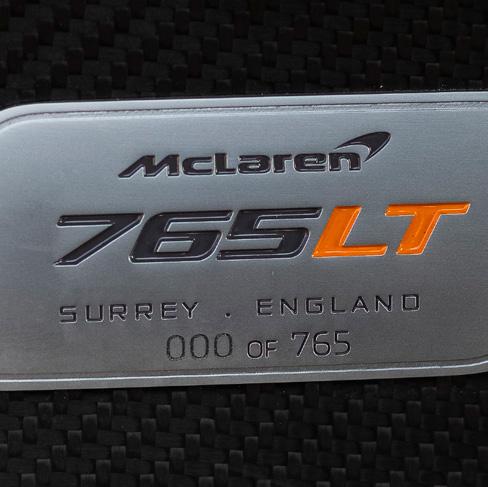 McLaren
765LT
SURREY . ENGLAND
000 OF 765